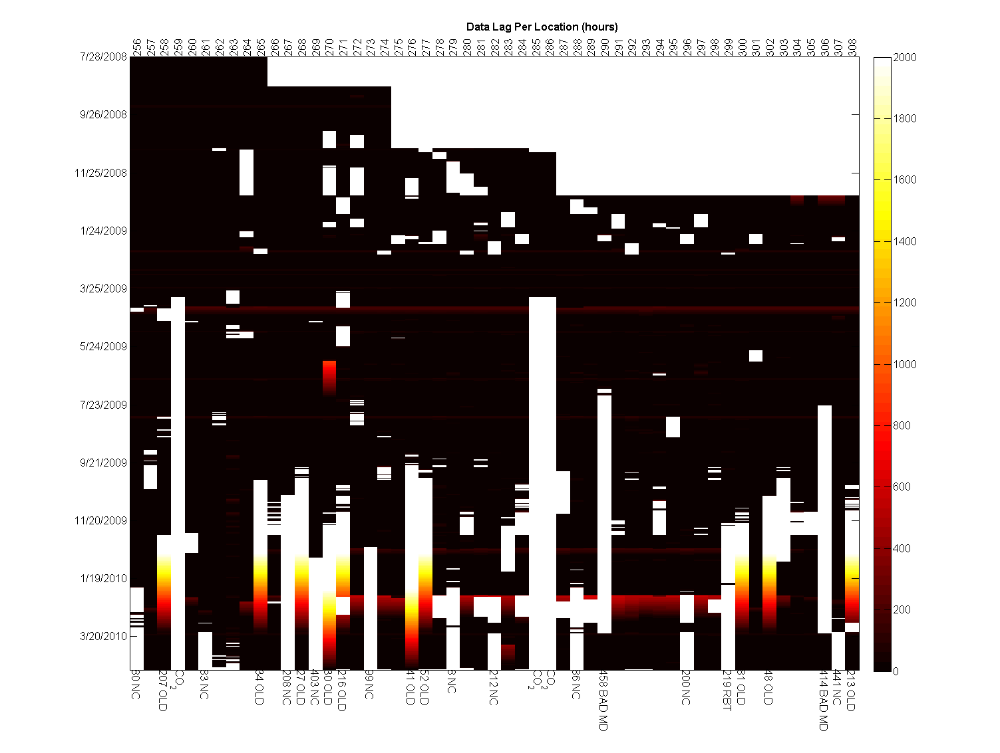 Data Lag Per Location (hours)
256 257 258 259 260 261 262 263 264 265 266 267 268 269 270 271 272 273 274 275 276 277 278 279 280 281 282 283 284 285 286 287 288 289 290 291 292 293 294 295 296 297 298 299 300 301 302 303 304 305 306 307 308
7/28/2008
9/26/2008
11/25/2008
1/24/2009
3/25/2009
5/24/2009
7/23/2009
9/21/2009
11/20/2009
1/19/2010
3/20/2010
2000
1800
1600
1400
1200
1000
800
600
400
200
0
80 NC
207 OLD
CO2
83 NC
34 OLD
208 NC
27 OLD
403 NC
30 OLD
216 OLD
99 NC
41 OLD
52 OLD
8 NC
212 NC
CO2
CO2
86 NC
458 BAD MD
200 NC
219 RBT
81 OLD
48 OLD
414 BAD MD
441 NC
213 OLD